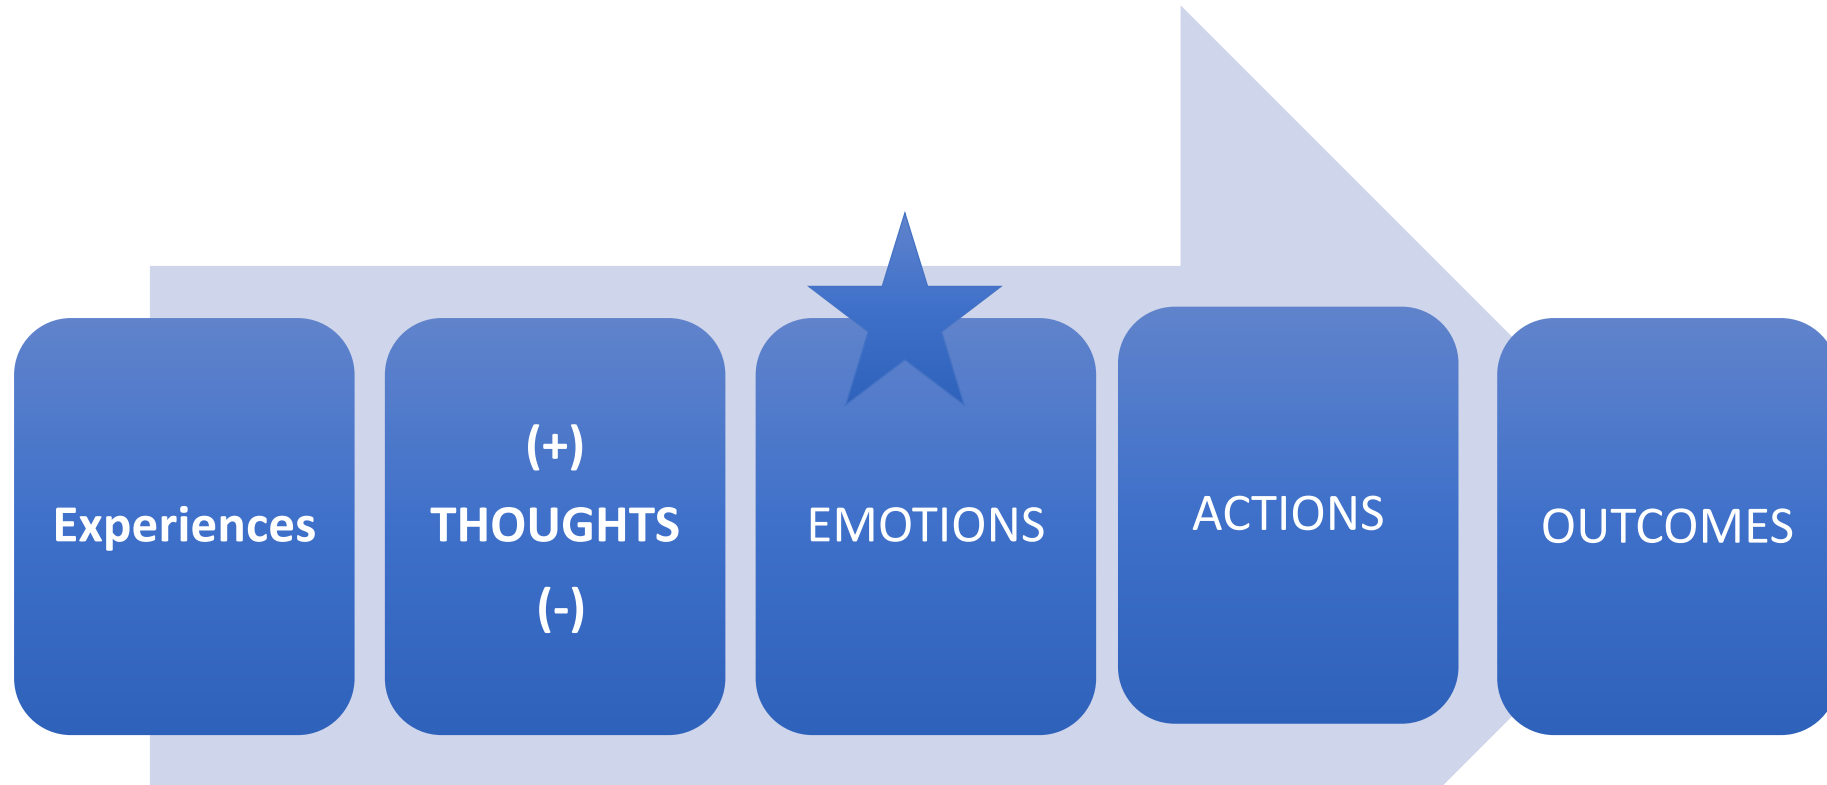 Experiences
(+)
THOUGHTS
(-)
EMOTIONS
ACTIONS
OUTCOMES